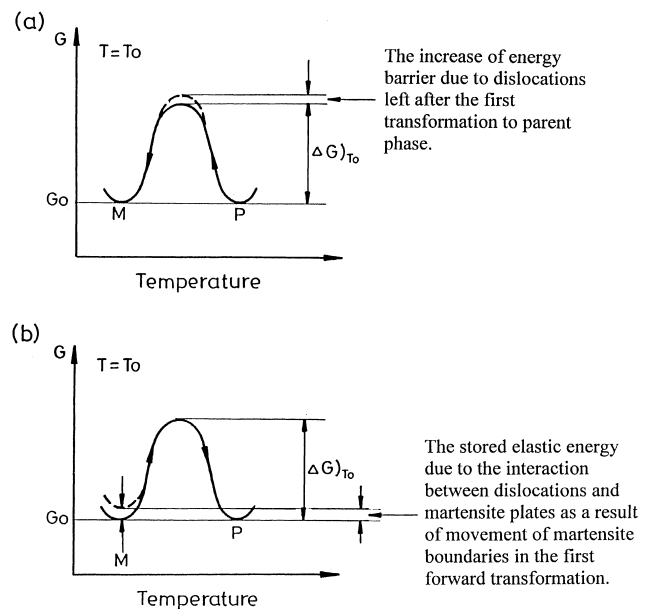 (a)
G
T=To
The increase of energy
barrier due to dislocations
left after the first
transformation to parent
phase.
ΔG)To
Go
M
P
Temperature
(b)
G
T=To
ΔG)To
The stored elastic energy
due to the interaction
between dislocations and
martensite plates as a result
of movement of martensite
boundaries in the first
forward transformation.
Go
P
M
Temperature